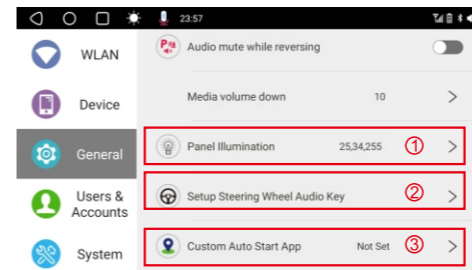 23:57
WLAN
Device
General
Users &
Accounts
System
Audio mute while reversing
Media volume down 10
Panel Illumination 25,34,255 ①
Setup Steering Wheel Audio Key ②
Custom Auto Start App Not Set ③